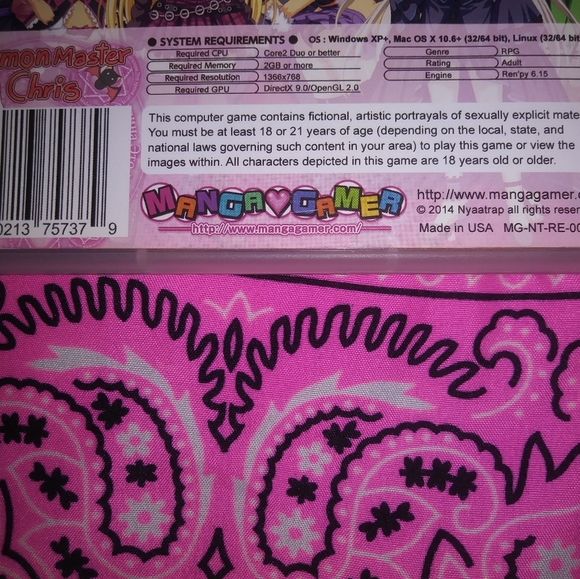 ● SYSTEM REQUIREMENTS ● OS : Windows XP+, Mac OS X 10.6+ (32/64 bit), Linux (32/64 bit
Required CPU Core2 Duo or better Genre RPG
Required Memory 2GB or more Rating Adult
Required Resolution 1366x768 Engine Ren'py 6.15
Required GPU DirectX 9.0/OpenGL 2.0
monMaster
Chris
This computer game contains fictional, artistic portrayals of sexually explicit mate
You must be at least 18 or 21 years of age (depending on the local, state, and
national laws governing such content in your area) to play this game or view the
images within. All characters depicted in this game are 18 years old or older.
MANGAGAMER
http://www.mangagamer.com/
http://www.mangagamer.c
© 2014 Nyaatrap all rights reser
Made in USA MG-NT-RE-00
0213 75737 9